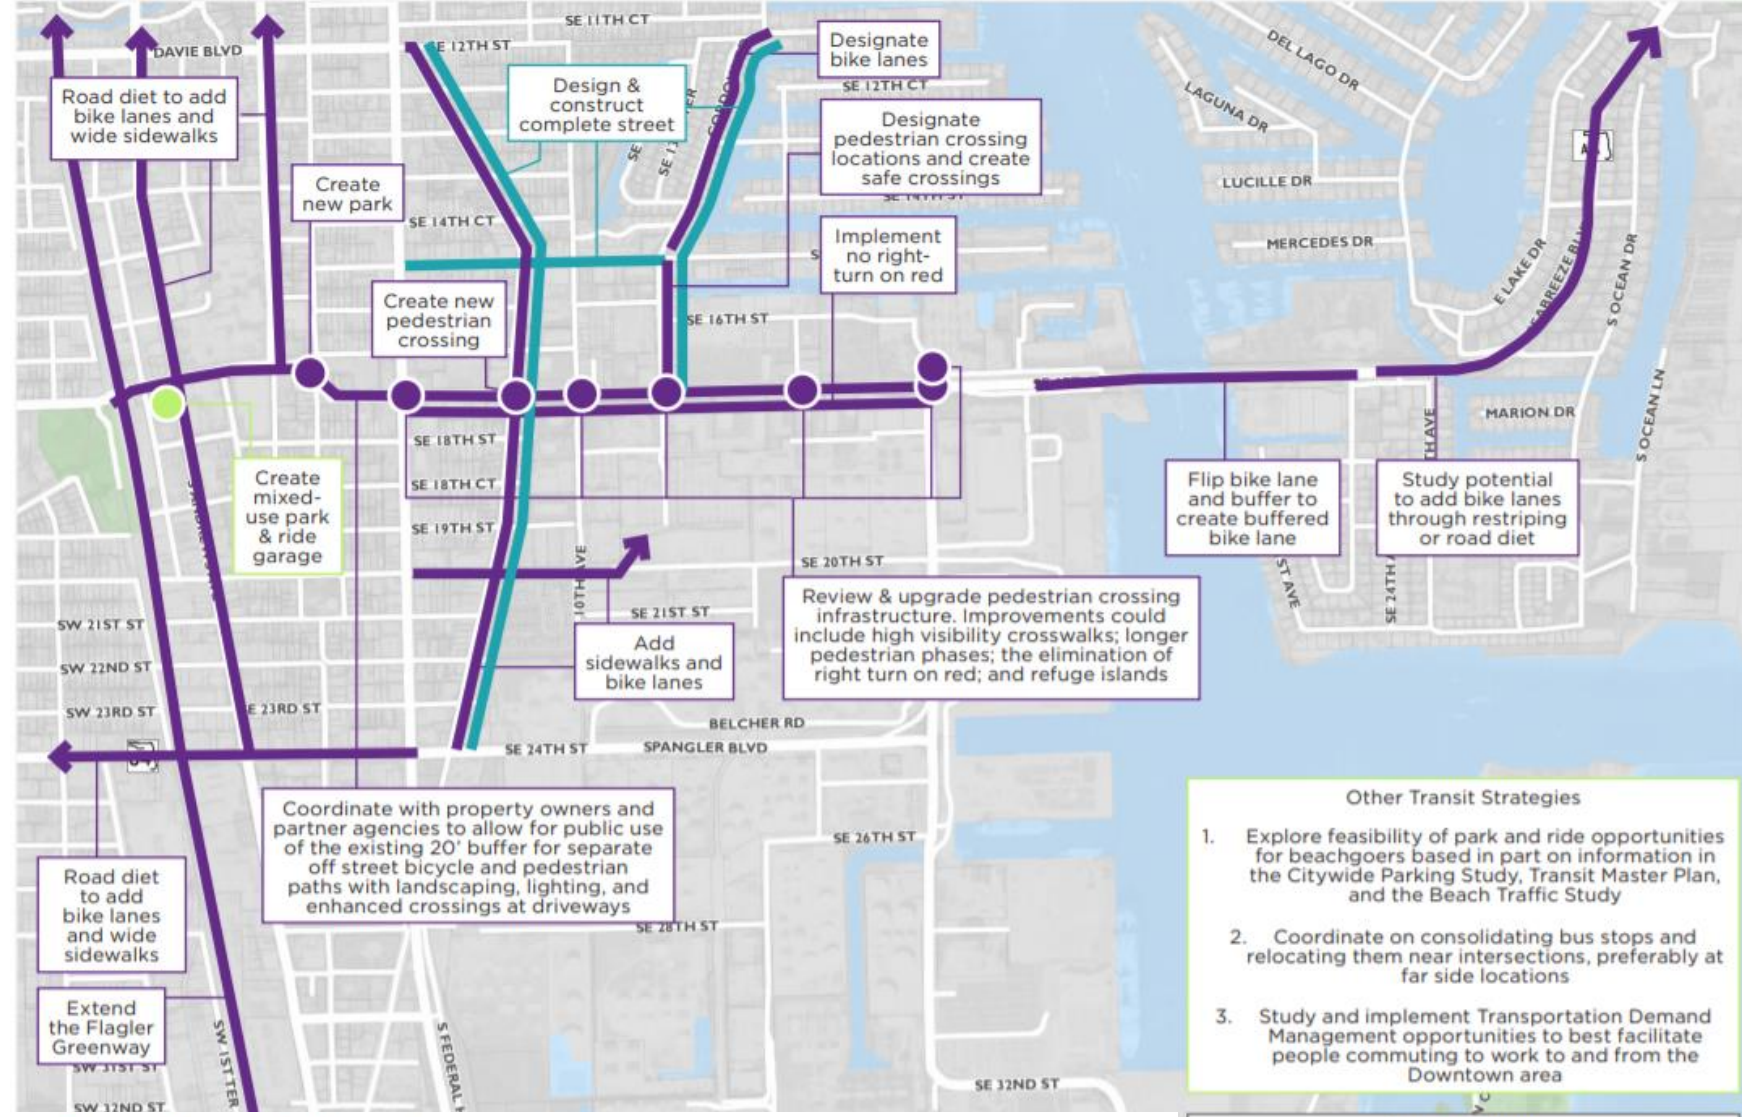 SE 11TH CT
DAVIE BLVD
E 12TH ST
Designate
bike lanes
DEL LAGO DR
Road diet to add
bike lanes and
wide sidewalks
Design &
construct
complete street
SE 12TH CT
LAGUNA DR
Designate
pedestrian crossing
locations and create
safe crossings
Create
new park
LUCILLE DR
SE 14TH CT
SE 14TH ST
Implement
no right-
turn on red
MERCEDES DR
E LAKE DR
S OCEAN DR
Create new
pedestrian
crossing
SE 16TH ST
MARION DR
S OCEAN LN
SE 18TH ST
SE 18TH CT
SE 19TH ST
Create
mixed-
use park
& ride
garage
Flip bike lane
and buffer to
create buffered
bike lane
Study potential
to add bike lanes
through restriping
or road diet
TH AVE
10TH AVE
SE 20TH ST
ST AVE
SE 24TH A
SW 21ST ST
SE 21ST ST
Review & upgrade pedestrian crossing
infrastructure. Improvements could
include high visibility crosswalks; longer
pedestrian phases; the elimination of
right turn on red; and refuge islands
Add
sidewalks and
bike lanes
SW 22ND ST
SW 23RD ST
E 23RD ST
BELCHER RD
SE 24TH ST
SPANGLER BLVD
Coordinate with property owners and
partner agencies to allow for public use
of the existing 20' buffer for separate
off street bicycle and pedestrian
paths with landscaping, lighting, and
enhanced crossings at driveways
SE 26TH ST
Road diet
to add
bike lanes
and wide
sidewalks
SE 28TH ST
Extend
the Flagler
Greenway
SW 1ST TER
S FEDERAL H
SW 31ST ST
SW 32ND ST
SE 32ND ST
Other Transit Strategies
1. Explore feasibility of park and ride opportunities
for beachgoers based in part on information in
the Citywide Parking Study, Transit Master Plan,
and the Beach Traffic Study
2. Coordinate on consolidating bus stops and
relocating them near intersections, preferably at
far side locations
3. Study and implement Transportation Demand
Management opportunities to best facilitate
people commuting to work to and from the
Downtown area